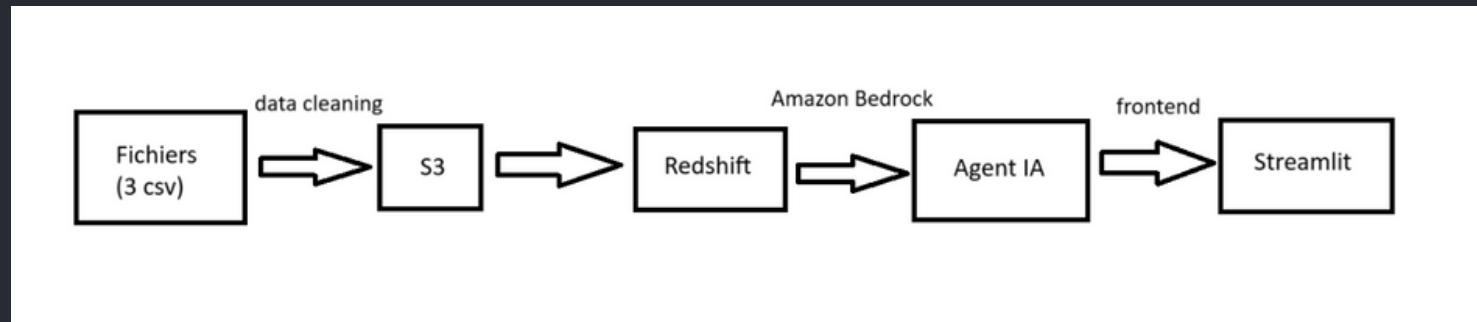 data cleaning
Amazon Bedrock
frontend
Fichiers
(3 csv)
S3
Redshift
Agent IA
Streamlit